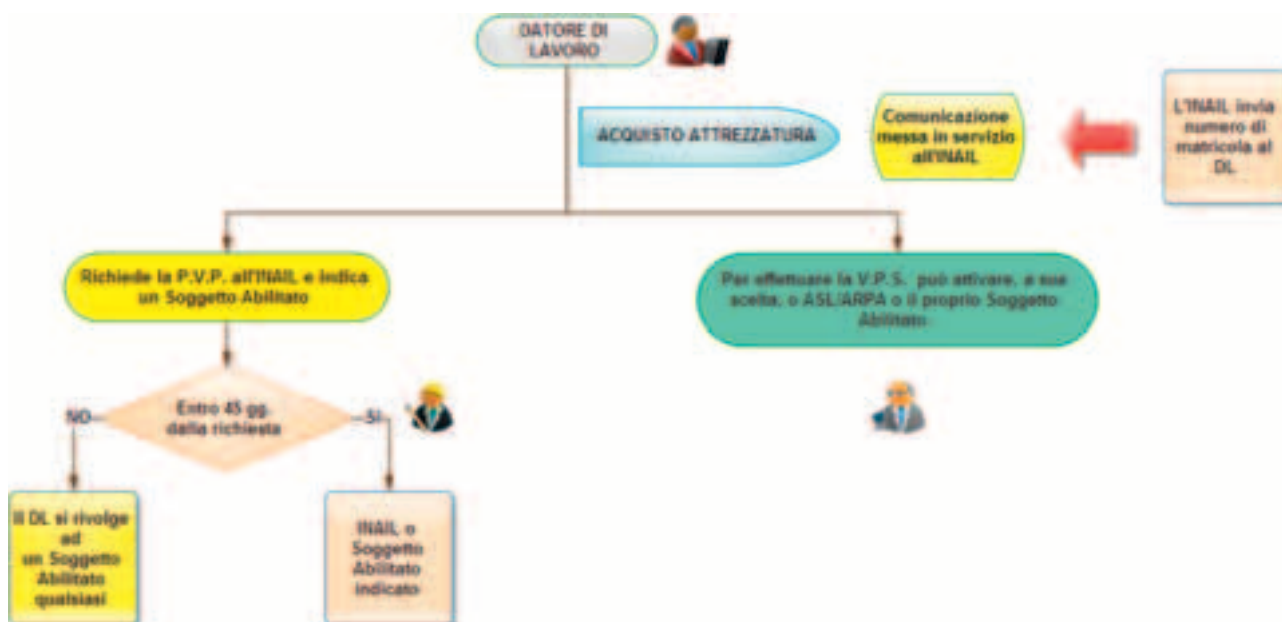 DATORE DI
LAVORO
ACQUISTO ATTREZZATURA
Comunicazione
messa in servizio
all'INAIL
L'INAIL invia
numero di
matricola al
DL
Richiede la P.V.P. all'INAIL e indica
un Soggetto Abilitato
Per effettuare la V.P.S. può attivare, a sua
scelta, o ASL/ARPA o il proprio Soggetto
Abilitato
Entro 45 gg.
dalla richiesta
NO
SI
Il DL si rivolge
ad
un Soggetto
Abilitato
qualsiasi
INAIL o
Soggetto
Abilitato
indicato